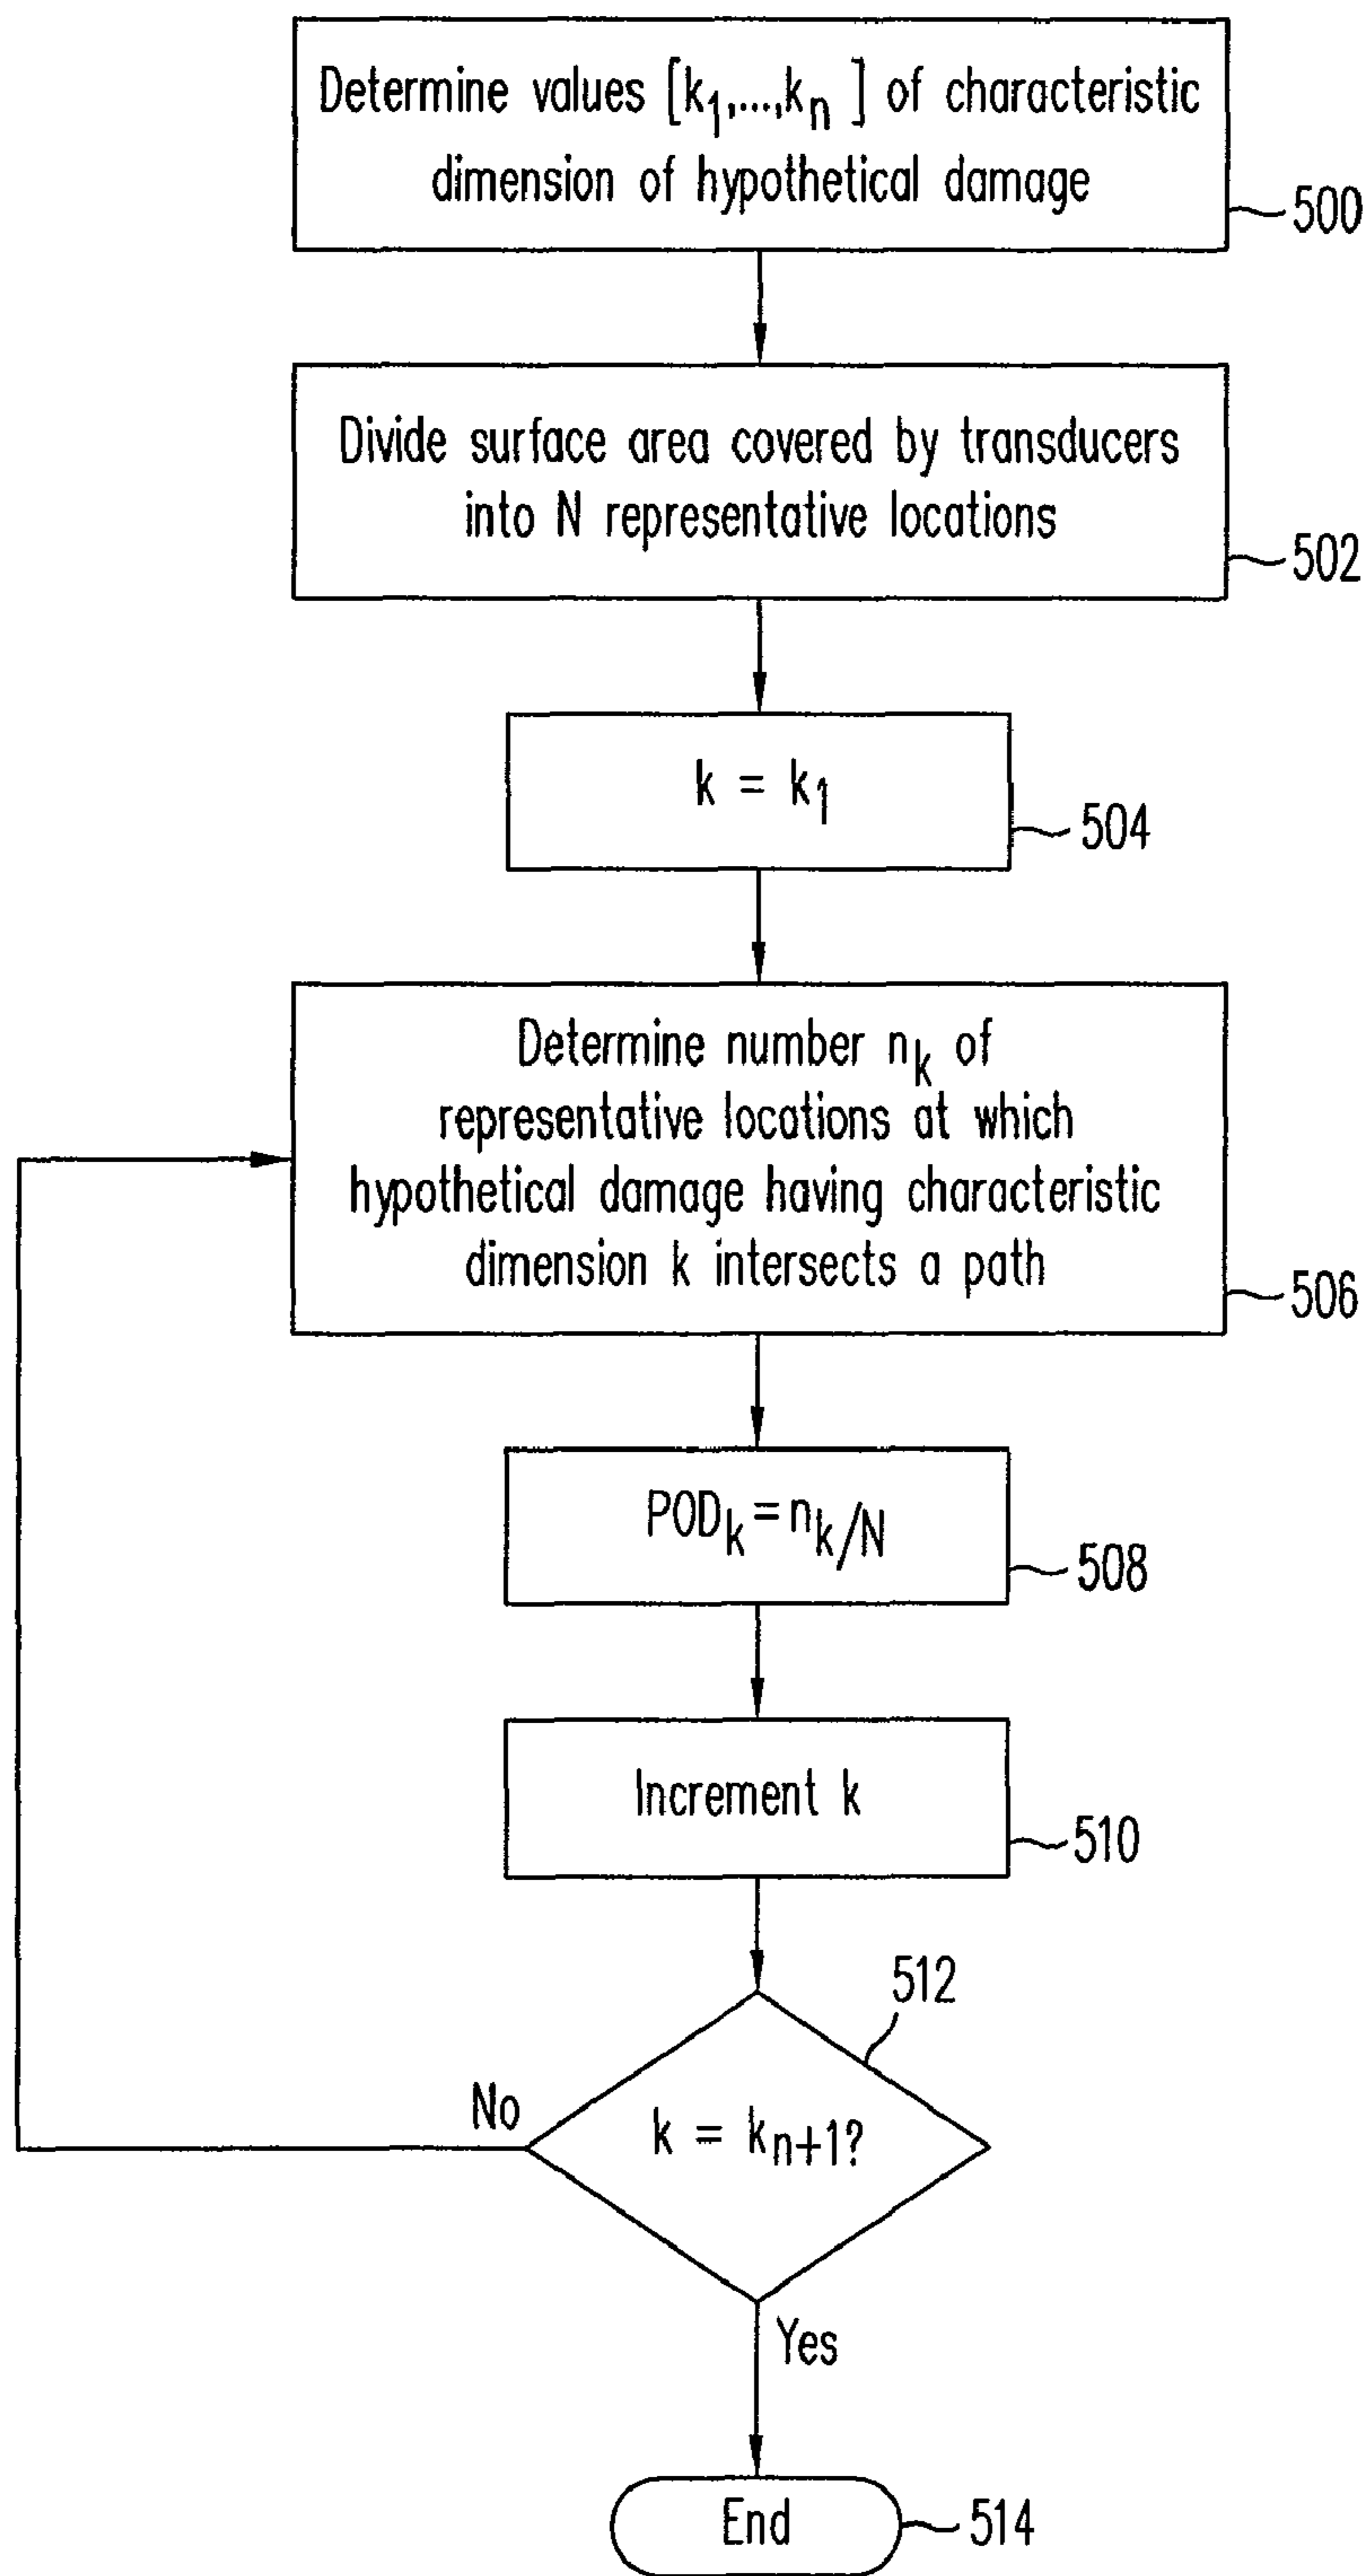 Determine values [k₁,...,kₙ] of characteristic
dimension of hypothetical damage
500
Divide surface area covered by transducers
into N representative locations
502
k = k₁
504
Determine number nₖ of
representative locations at which
hypothetical damage having characteristic
dimension k intersects a path
506
PODₖ = nₖ/N
508
Increment k
510
512
No
k = kₙ₊₁?
Yes
End
514